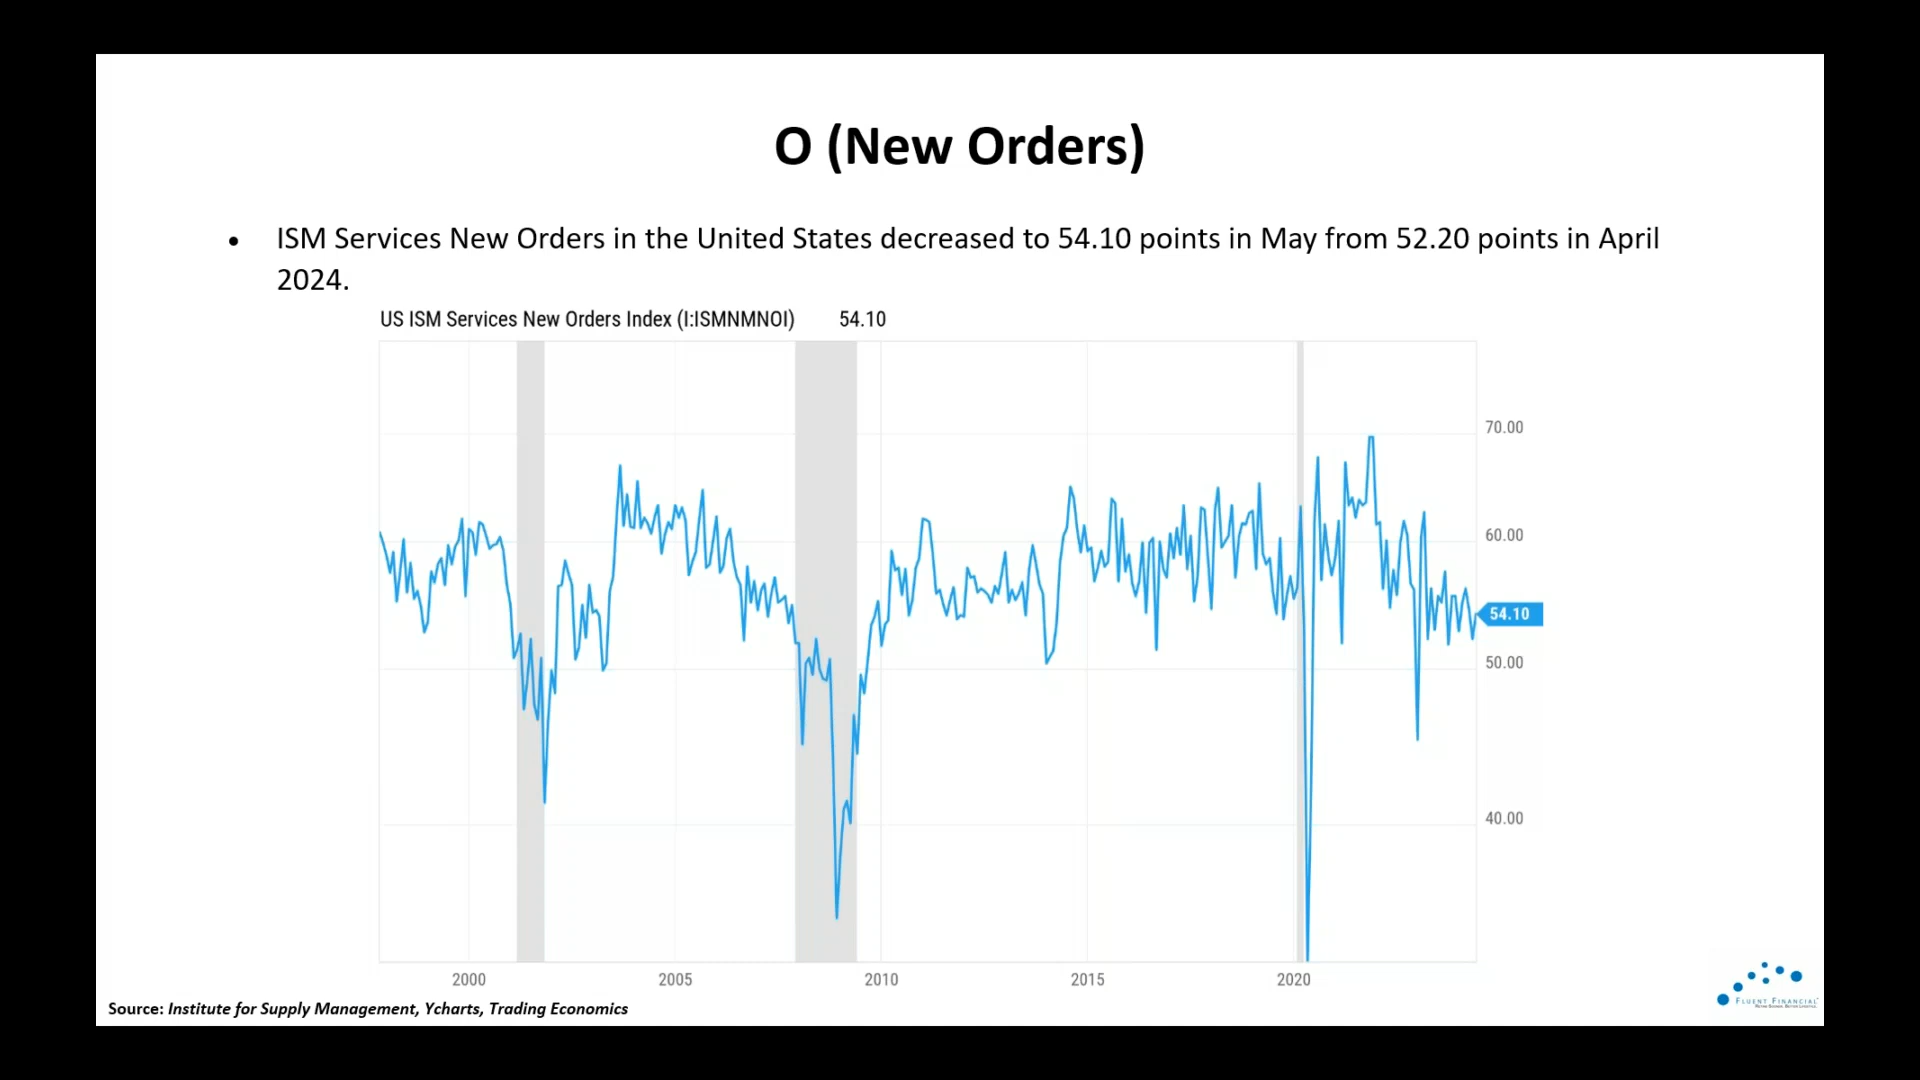 O (New Orders)
• ISM Services New Orders in the United States decreased to 54.10 points in May from 52.20 points in April
2024.
US ISM Services New Orders Index (I:ISMNMNOI) 54.10
70.00
60.00
54.10
50.00
40.00
2000 2005 2010 2015 2020
Source: Institute for Supply Management, Ycharts, Trading Economics
FLUENT FINANCIAL